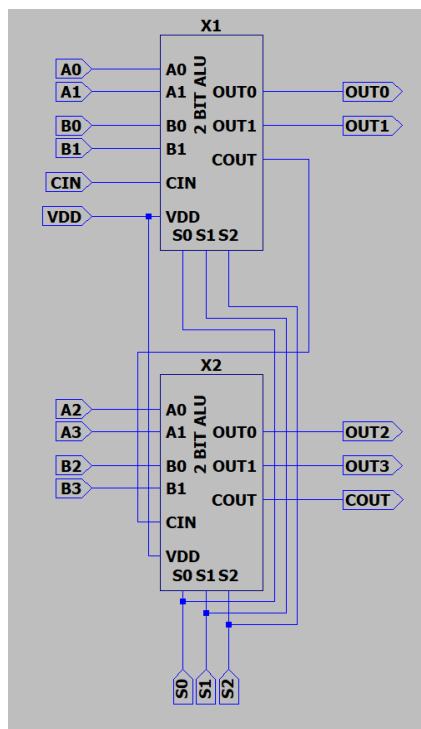 X1
A0
A1
B0
B1
CIN
VDD
A0
A1
B0
B1
CIN
VDD
2 BIT ALU
OUT0
OUT1
COUT
S0 S1 S2
OUT0
OUT1
X2
A2
A3
B2
B3
A0
A1
B0
B1
CIN
VDD
2 BIT ALU
OUT0
OUT1
COUT
S0 S1 S2
OUT2
OUT3
COUT
S0
S1
S2